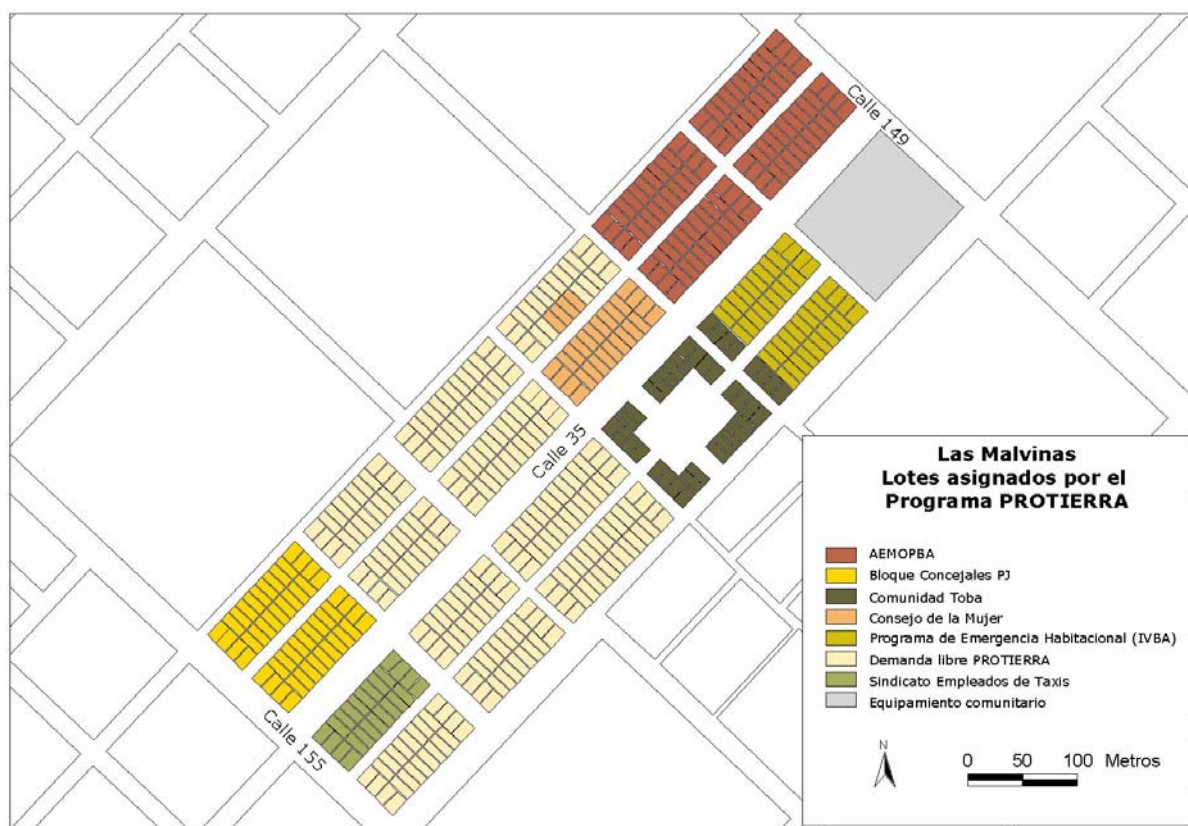 Calle 149
Calle 35
Calle 155
Las Malvinas
Lotes asignados por el
Programa PROTIERRA
AEMOPBA
Bloque Concejales PJ
Comunidad Toba
Consejo de la Mujer
Programa de Emergencia Habitacional (IVBA)
Demanda libre PROTIERRA
Sindicato Empleados de Taxis
Equipamiento comunitario
N
0 50 100 Metros